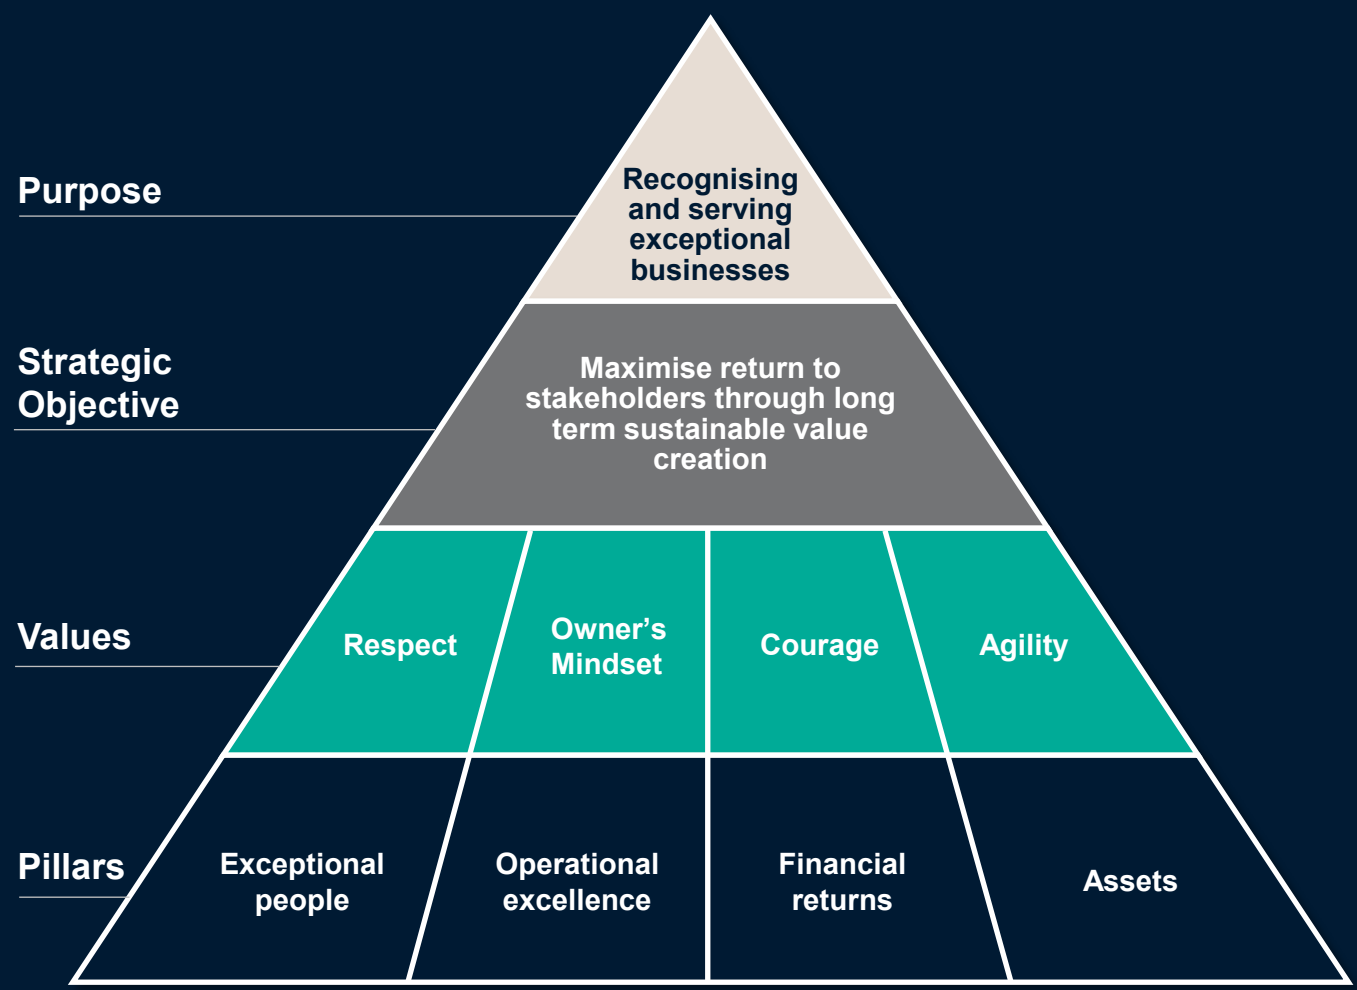 Purpose
Recognising
and serving
exceptional
businesses
Strategic
Objective
Maximise return to
stakeholders through long
term sustainable value
creation
Values
Respect
Owner’s
Mindset
Courage
Agility
Pillars
Exceptional
people
Operational
excellence
Financial
returns
Assets